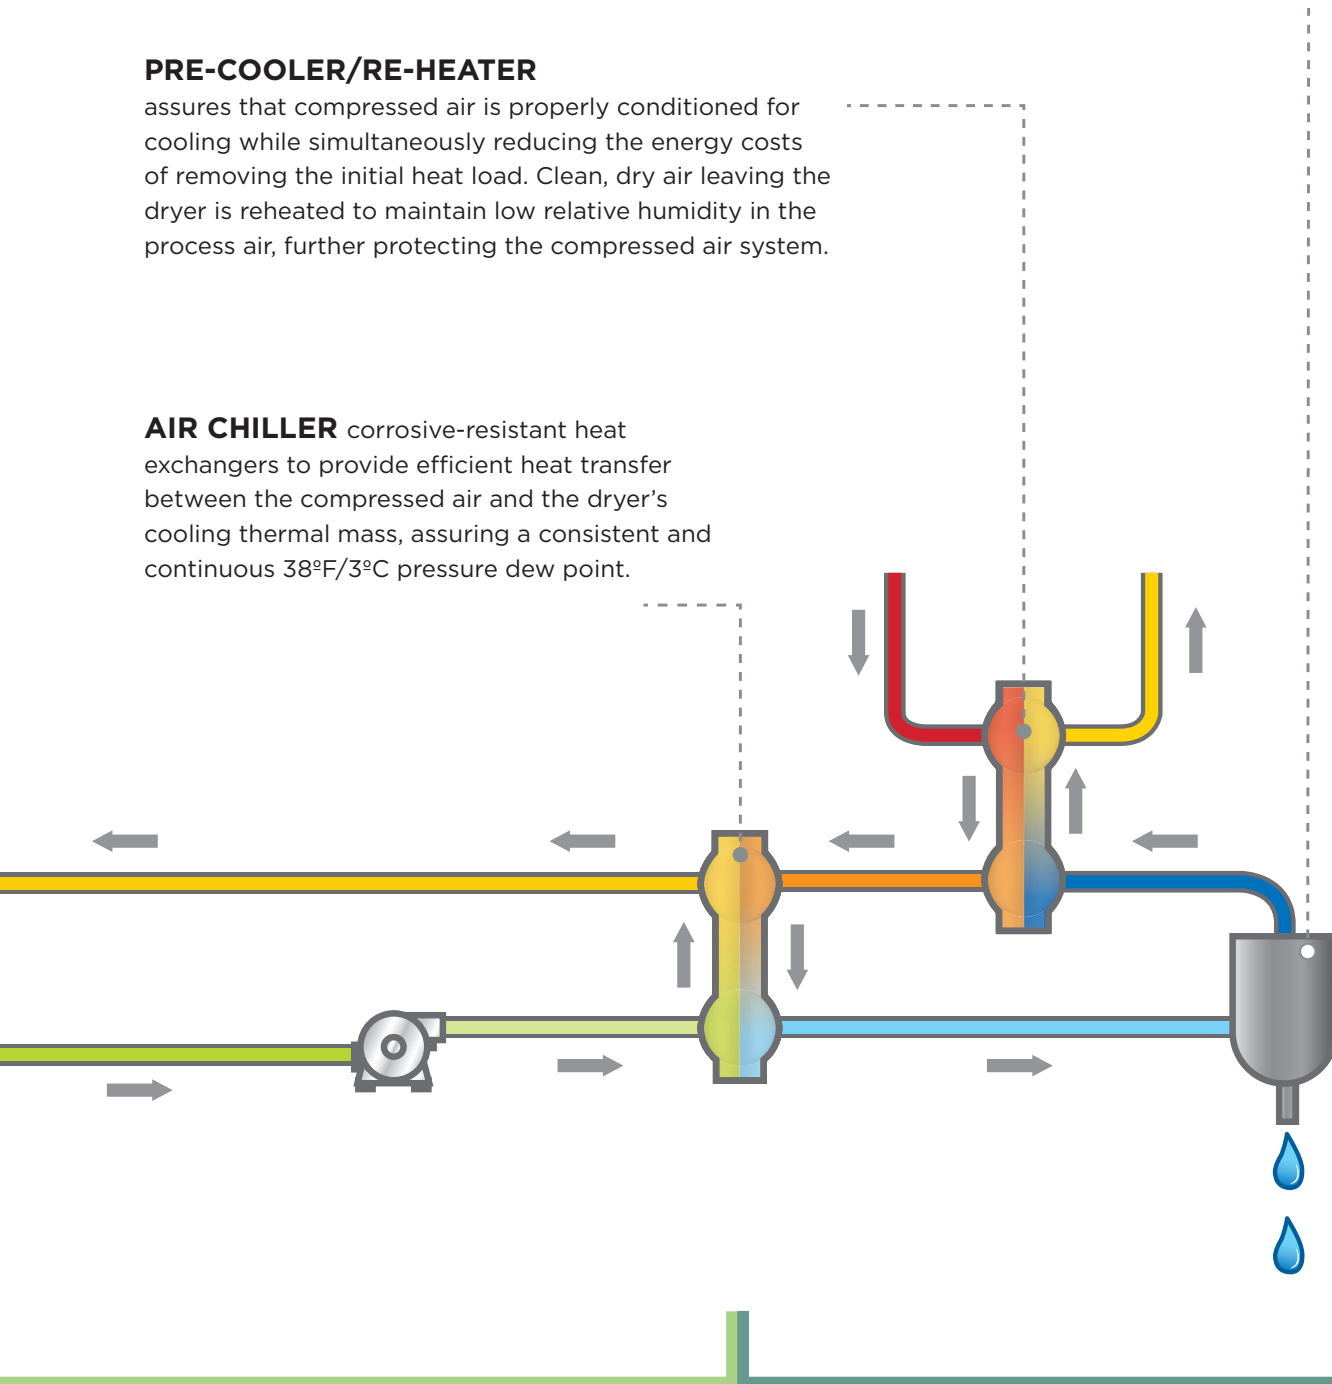 PRE-COOLER/RE-HEATER
assures that compressed air is properly conditioned for
cooling while simultaneously reducing the energy costs
of removing the initial heat load. Clean, dry air leaving the
dryer is reheated to maintain low relative humidity in the
process air, further protecting the compressed air system.
AIR CHILLER corrosive-resistant heat
exchangers to provide efficient heat transfer
between the compressed air and the dryer’s
cooling thermal mass, assuring a consistent and
continuous 38ºF/3ºC pressure dew point.